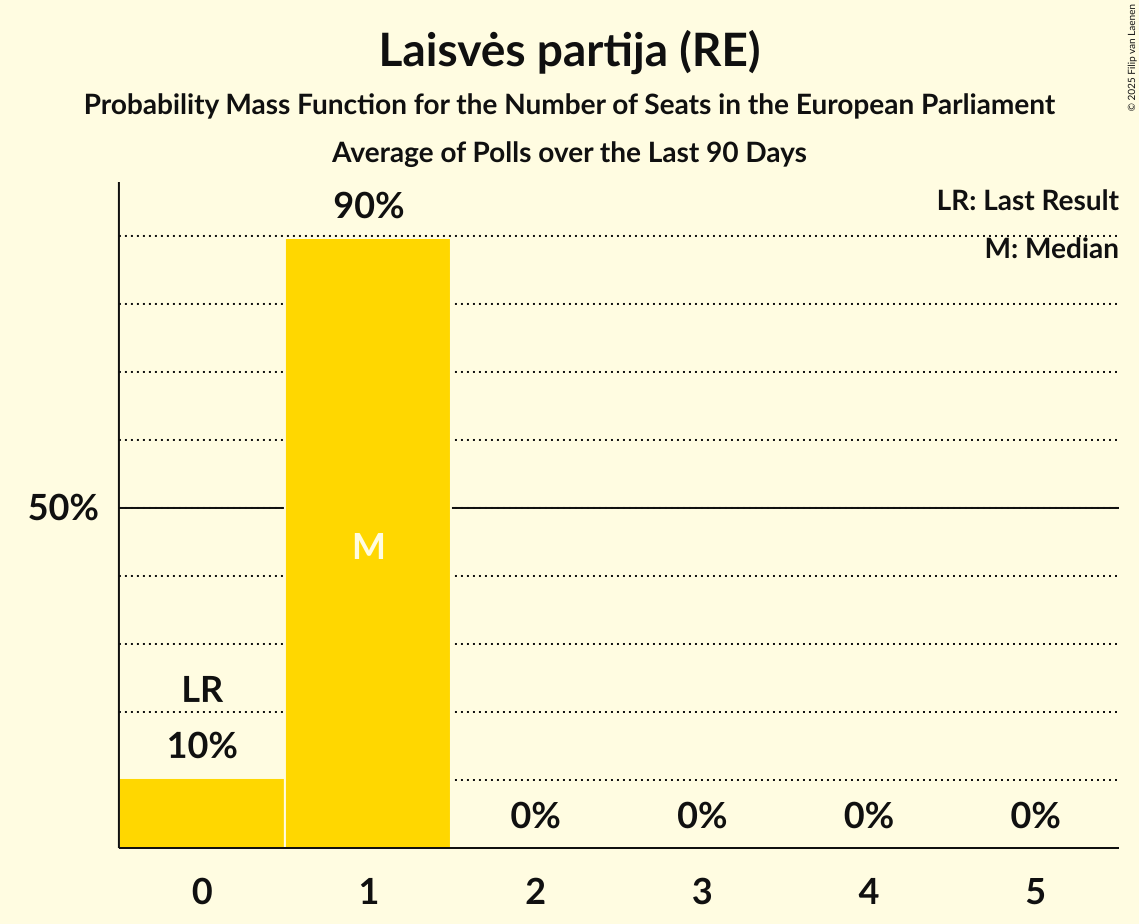 Laisvės partija (RE)
Probability Mass Function for the Number of Seats in the European Parliament
Average of Polls over the Last 90 Days
© 2025 Filip van Laenen
LR: Last Result
M: Median
90%
50%
M
LR
10%
0%
0%
0%
0%
0
1
2
3
4
5